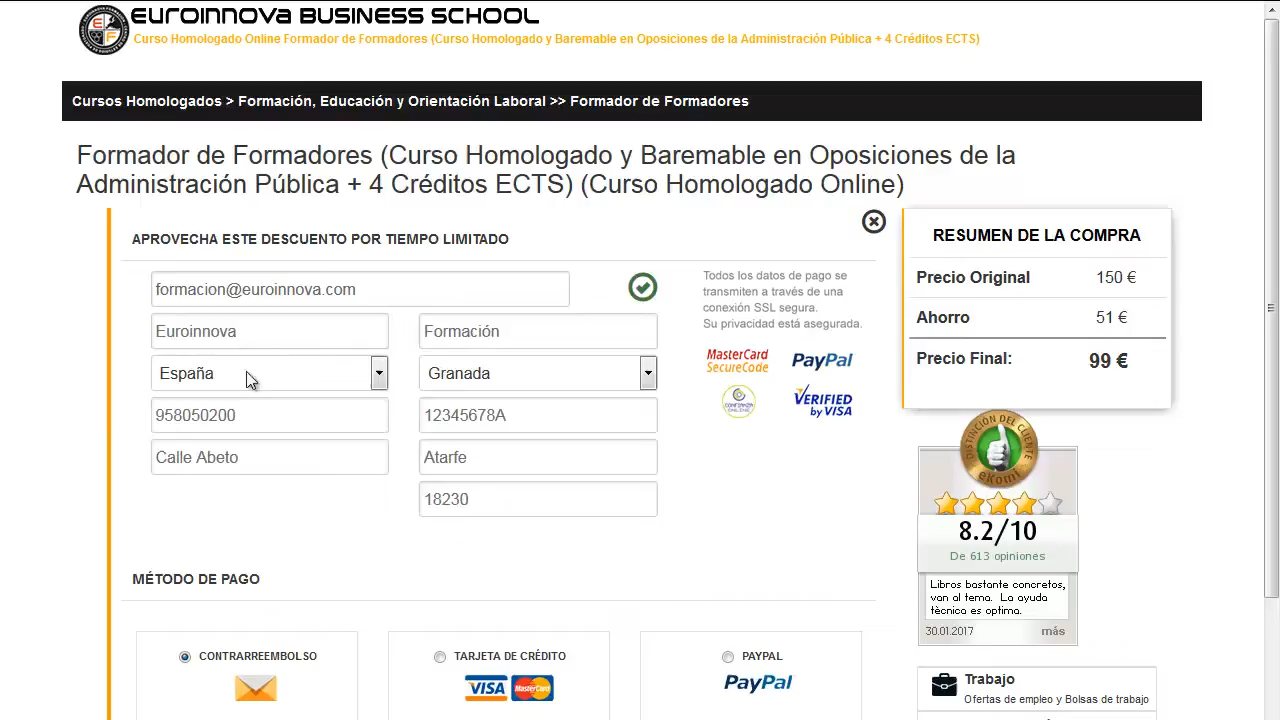 EUROINNOVA BUSINESS SCHOOL
Curso Homologado Online Formador de Formadores (Curso Homologado y Baremable en Oposiciones de la Administración Pública + 4 Créditos ECTS)
Cursos Homologados > Formación, Educación y Orientación Laboral >> Formador de Formadores
Formador de Formadores (Curso Homologado y Baremable en Oposiciones de la
Administración Pública + 4 Créditos ECTS) (Curso Homologado Online)
APROVECHA ESTE DESCUENTO POR TIEMPO LIMITADO
formacion@euroinnova.com
Euroinnova Formación
España Granada
958050200 12345678A
Calle Abeto Atarfe
18230
Todos los datos de pago se
transmiten a través de una
conexión SSL segura.
Su privacidad está asegurada.
MasterCard
SecureCode
PayPal
CONFIANZA
ONLINE
VERIFIED
by VISA
RESUMEN DE LA COMPRA
Precio Original 150 €
Ahorro 51 €
Precio Final: 99 €
DISTINCIÓN DEL CLIENTE
eKomi
8.2/10
De 613 opiniones
Libros bastante concretos,
van al tema. La ayuda
tècnica es optima.
30.01.2017 más
Trabajo
Ofertas de empleo y Bolsas de trabajo
MÉTODO DE PAGO
CONTRARREEMBOLSO
TARJETA DE CRÉDITO
VISA MasterCard
PAYPAL
PayPal